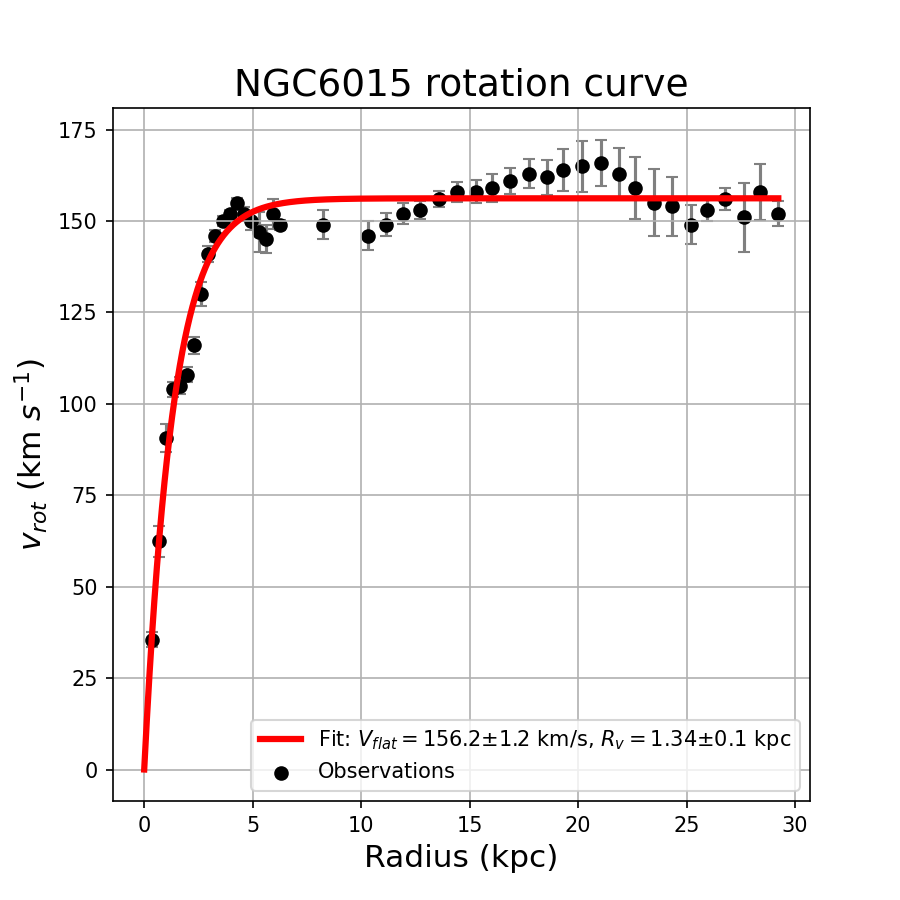 NGC6015 rotation curve
175
150
125
100
75
50
25
0
v_rot (km s⁻¹)
Fit: V_flat = 156.2±1.2 km/s, R_v = 1.34±0.1 kpc
Observations
0 5 10 15 20 25 30
Radius (kpc)